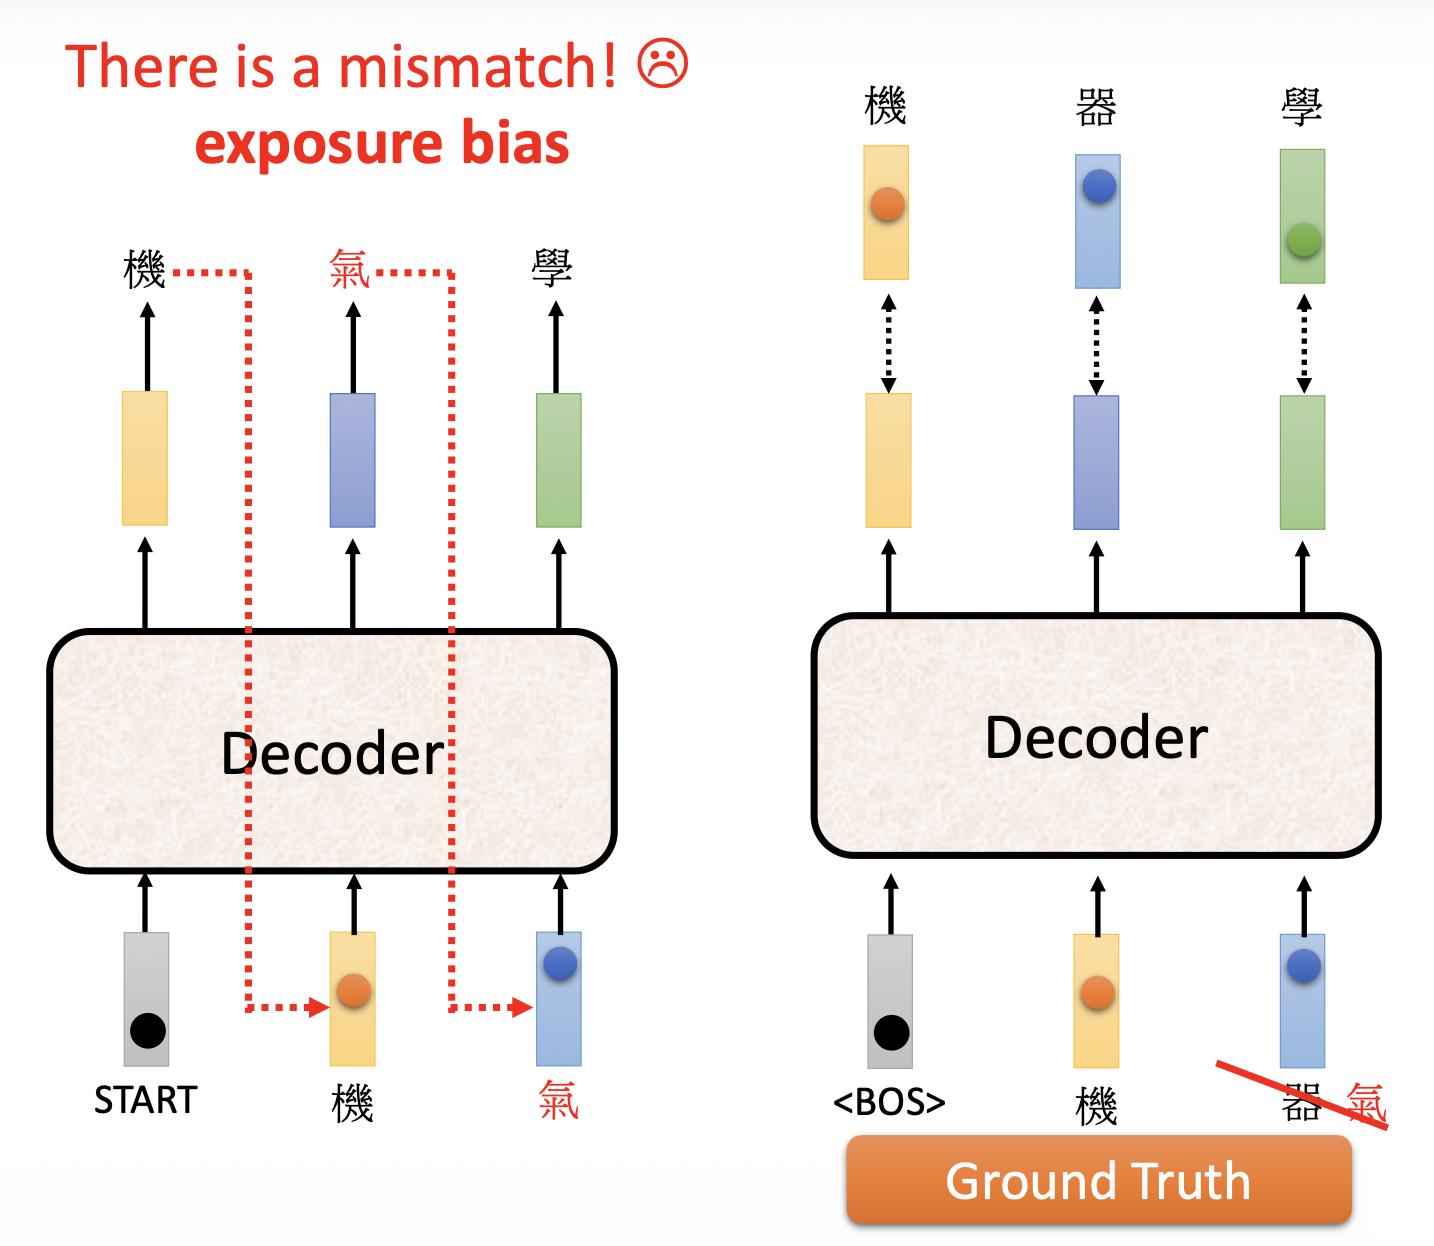 There is a mismatch! ☹
exposure bias
機 氣 學
Decoder
START 機 氣
機 器 學
Decoder
<BOS> 機 器 氣
Ground Truth